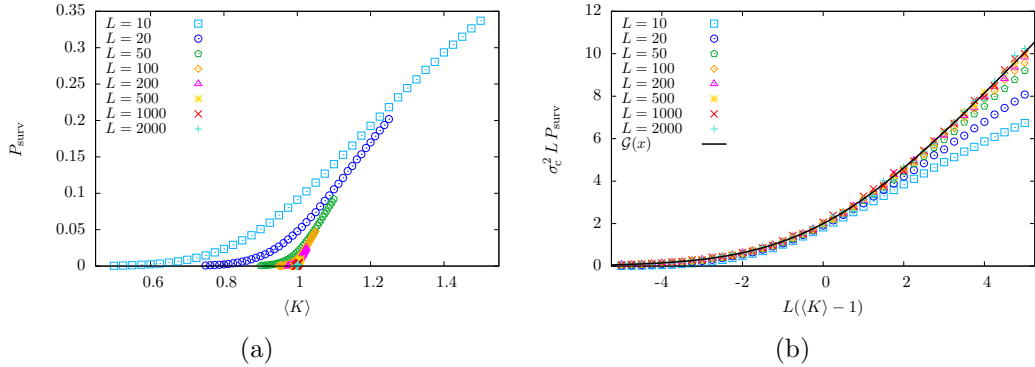 0.35
0.3
0.25
0.2
0.15
0.1
0.05
0
P_surv
L = 10
L = 20
L = 50
L = 100
L = 200
L = 500
L = 1000
L = 2000
0.6 0.8 1 1.2 1.4
⟨K⟩
(a)
12
10
8
6
4
2
0
σ_c^2 L P_surv
L = 10
L = 20
L = 50
L = 100
L = 200
L = 500
L = 1000
L = 2000
𝒢(x)
-4 -2 0 2 4
L(⟨K⟩ − 1)
(b)